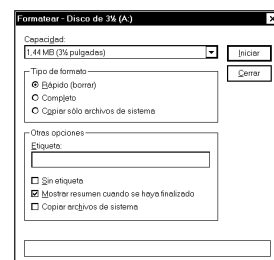 Formatear - Disco de 3½ (A:)
Capacidad:
1,44 MB (3½ pulgadas)
Iniciar
Cerrar
Tipo de formato
Rápido (borrar)
Completo
Copiar sólo archivos de sistema
Otras opciones
Etiqueta:
Sin etiqueta
Mostrar resumen cuando se haya finalizado
Copiar archivos de sistema